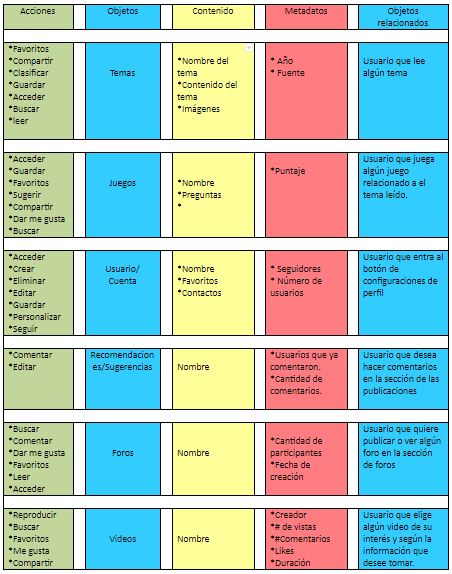 Acciones
Objetos
Contenido
Metadatos
Objetos
relacionados
*Favoritos
*Compartir
*Clasificar
*Guardar
*Acceder
*Buscar
*leer
Temas
*Nombre del
tema
*Contenido del
tema
*Imágenes
* Año
* Fuente
Usuario que lee
algún tema
*Acceder
*Guardar
*Favoritos
*Sugerir
*Compartir
*Dar me gusta
*Buscar
Juegos
*Nombre
*Preguntas
*
*Puntaje
Usuario que juega
algún juego
relacionado a el
tema leído.
*Acceder
*Crear
*Eliminar
*Editar
*Guardar
*Personalizar
*Seguir
Usuario/
Cuenta
*Nombre
*Favoritos
*Contactos
* Seguidores
* Número de
usuarios
Usuario que entra al
botón de
configuraciones de
perfil
*Comentar
*Editar
Recomendacion
es/Sugerencias
Nombre
*Usuarios que ya
comentaron.
*Cantidad de
comentarios.
Usuario que desea
hacer comentarios
en la sección de las
publicaciones
*Buscar
*Comentar
*Dar me gusta
*Favoritos
*Leer
*Acceder
Foros
Nombre
*Cantidad de
participantes
*Fecha de
creación
Usuario que quiere
publicar o ver algún
foro en la sección
de foros
*Reproducir
*Buscar
*Favoritos
*Me gusta
*Compartir
Videos
Nombre
*Creador
*# de vistas
*#Comentarios
*Likes
*Duración
Usuario que elige
algún video de su
interés y según la
información que
desee tomar.